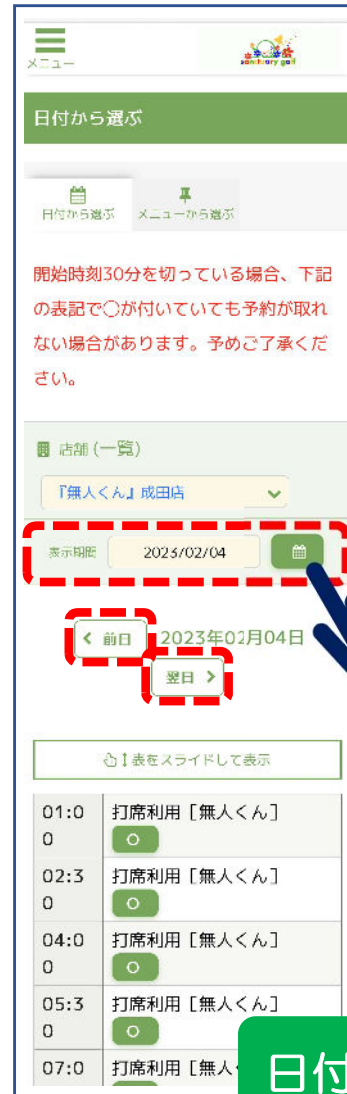 メニュー
sanctuary golf
日付から選ぶ
日付から選ぶ メニューから選ぶ
開始時刻30分を切っている場合、下記
の表記で〇が付いていても予約が取れ
ない場合があります。予めご了承くだ
さい。
店舗 (一覧)
『無人くん』成田店
表示期間 2023/02/04
前日 2023年02月04日
翌日
表をスライドして表示
01:0 打席利用 [無人くん]
0 ○
02:3 打席利用 [無人くん]
0 ○
04:0 打席利用 [無人くん]
0 ○
05:3 打席利用 [無人くん]
0 ○
07:0 打席利用 [無人
日付